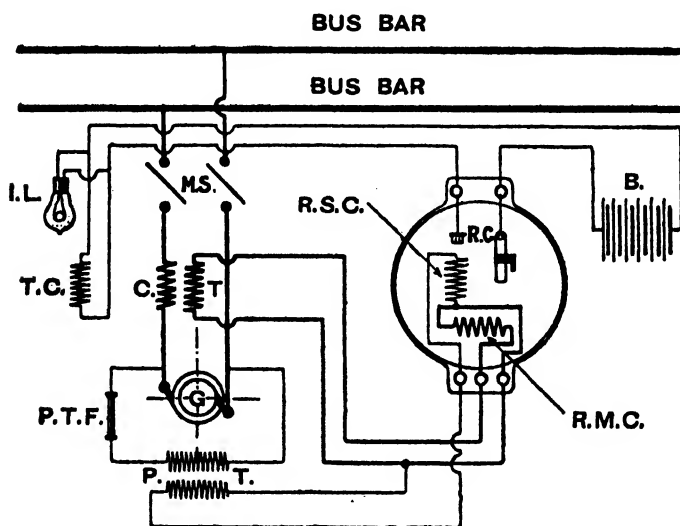 BUS BAR
BUS BAR
I.L.
M.S.
R.S.C.
R.C.
B.
T.C.
C.
T
G
P.T.F.
P.
T.
R.M.C.